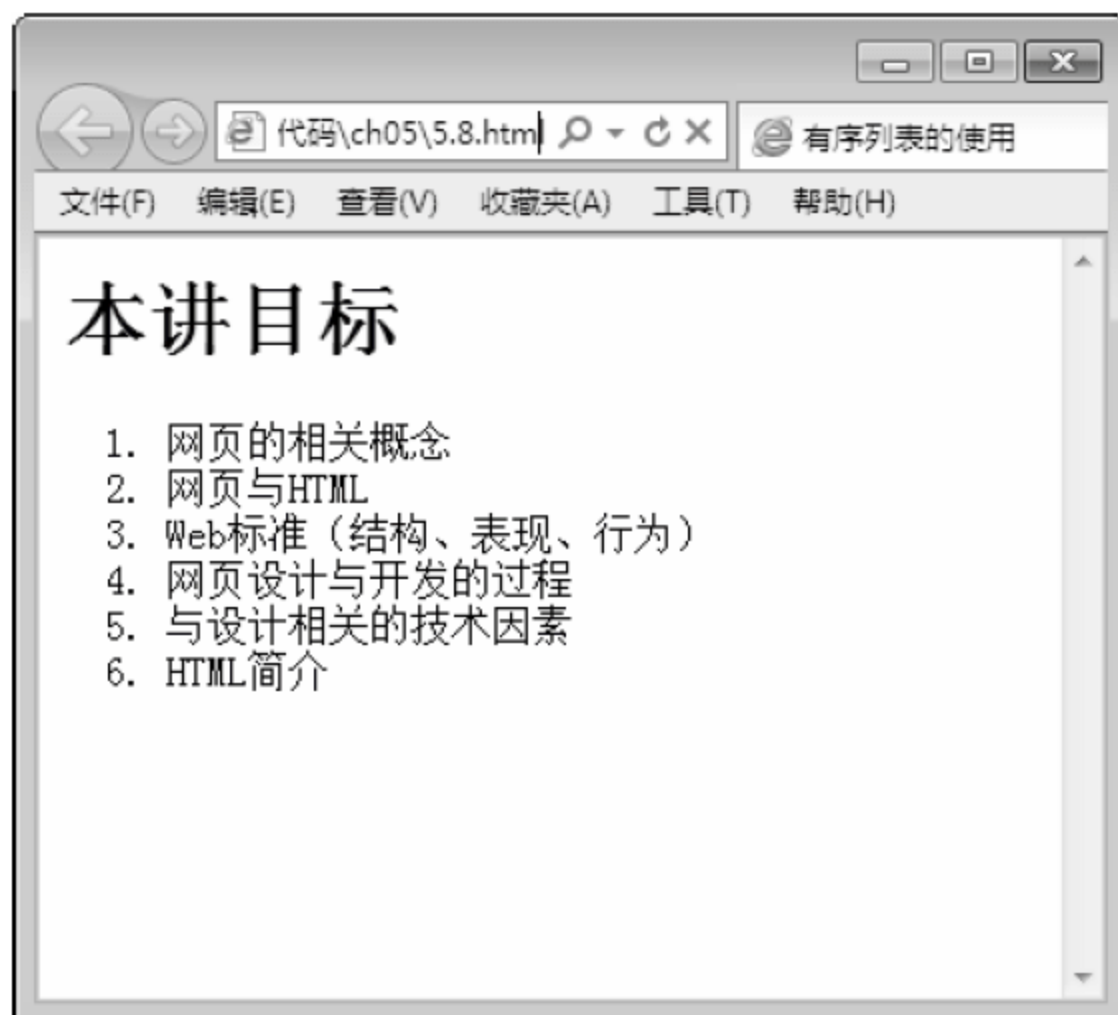 代码\ch05\5.8.htm
有序列表的使用
文件(F) 编辑(E) 查看(V) 收藏夹(A) 工具(T) 帮助(H)
本讲目标
1. 网页的相关概念
2. 网页与HTML
3. Web标准（结构、表现、行为）
4. 网页设计与开发的过程
5. 与设计相关的技术因素
6. HTML简介